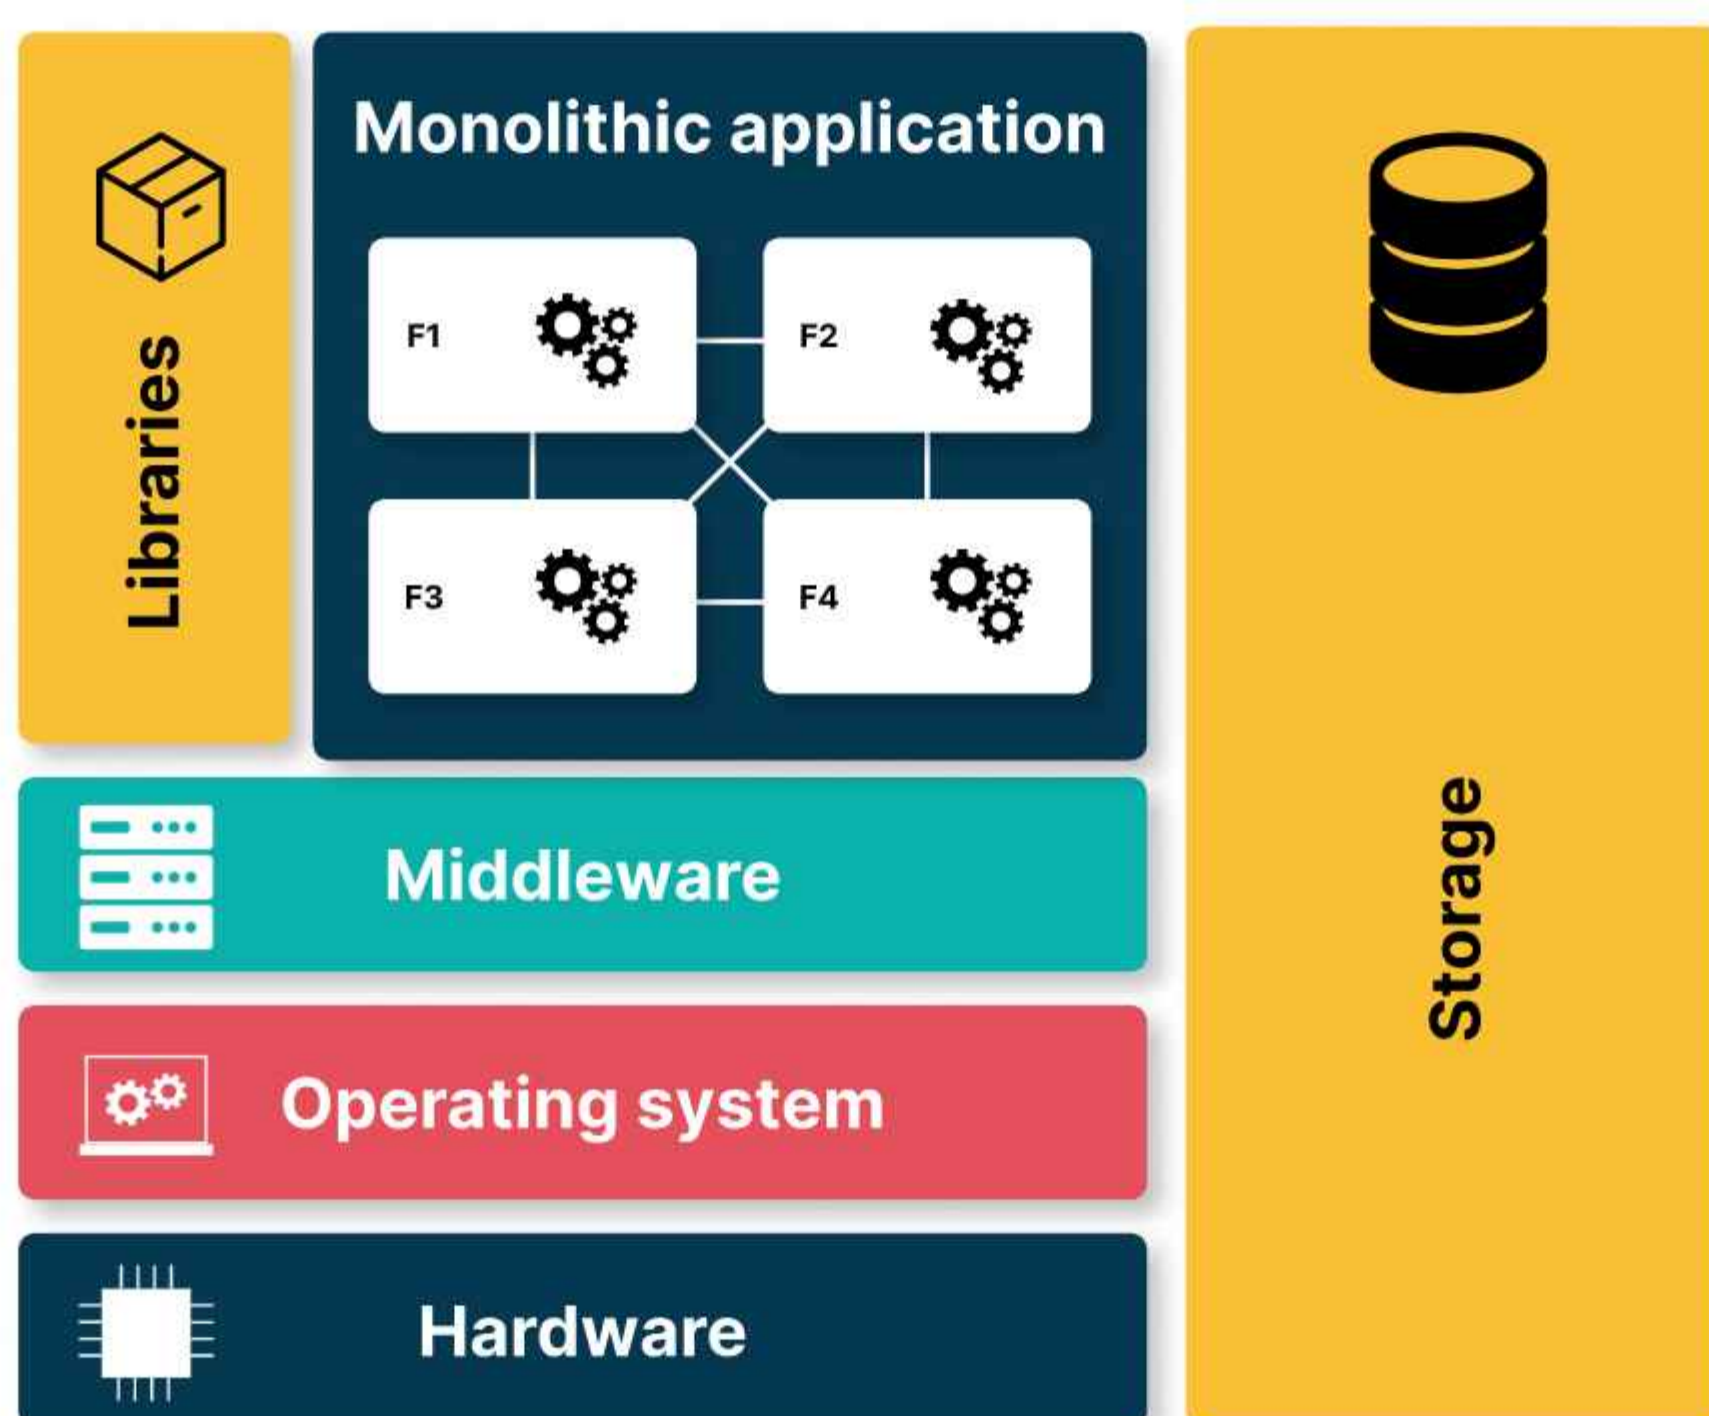 Libraries
Monolithic application
F1
F2
F3
F4
Middleware
Operating system
Hardware
Storage